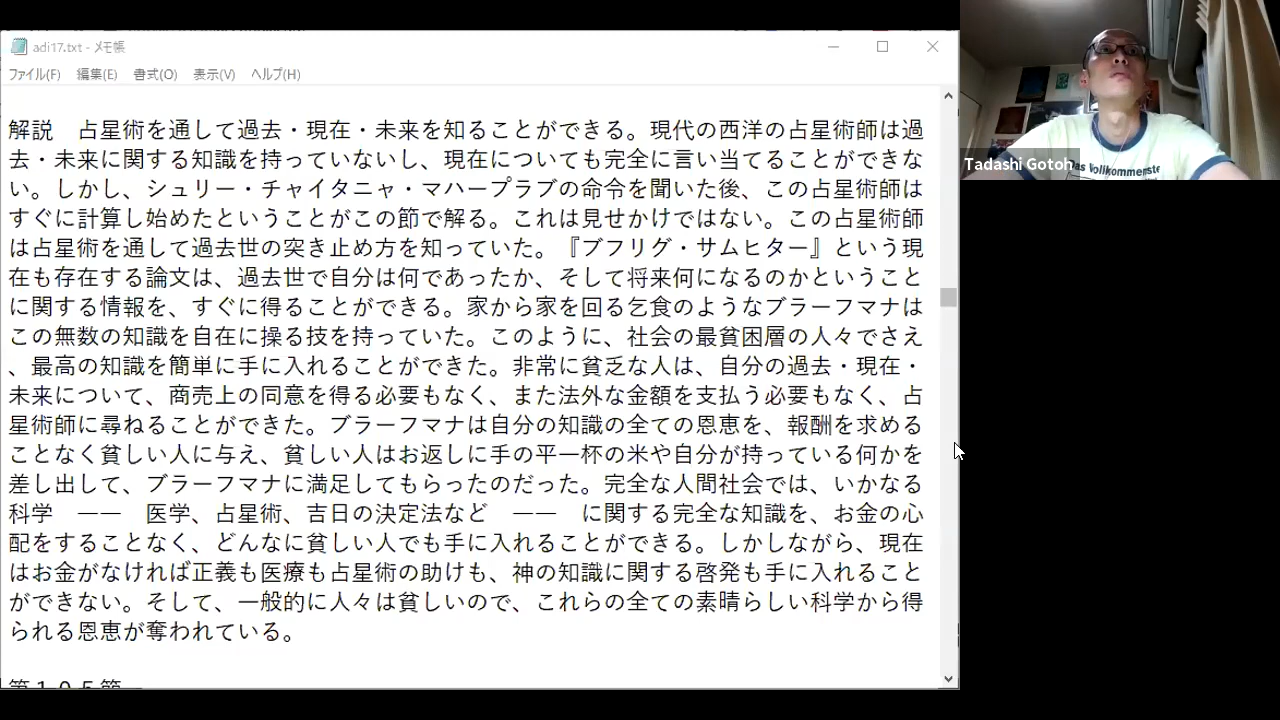 adi17.txt - メモ帳
ファイル(F) 編集(E) 書式(O) 表示(V) ヘルプ(H)
解説　占星術を通して過去・現在・未来を知ることができる。現代の西洋の占星術師は過
去・未来に関する知識を持っていないし、現在についても完全に言い当てることができな
い。しかし、シュリー・チャイタニャ・マハープラブの命令を聞いた後、この占星術師は
すぐに計算し始めたということがこの節で解る。これは見せかけではない。この占星術師
は占星術を通して過去世の突き止め方を知っていた。『ブフリグ・サムヒター』という現
在も存在する論文は、過去世で自分は何であったか、そして将来何になるのかということ
に関する情報を、すぐに得ることができる。家から家を回る乞食のようなブラーフマナは
この無数の知識を自在に操る技を持っていた。このように、社会の最貧困層の人々でさえ
、最高の知識を簡単に手に入れることができた。非常に貧乏な人は、自分の過去・現在・
未来について、商売上の同意を得る必要もなく、また法外な金額を支払う必要もなく、占
星術師に尋ねることができた。ブラーフマナは自分の知識の全ての恩恵を、報酬を求める
ことなく貧しい人に与え、貧しい人はお返しに手の平一杯の米や自分が持っている何かを
差し出して、ブラーフマナに満足してもらったのだった。完全な人間社会では、いかなる
科学　――　医学、占星術、吉日の決定法など　――　に関する完全な知識を、お金の心
配をすることなく、どんなに貧しい人でも手に入れることができる。しかしながら、現在
はお金がなければ正義も医療も占星術の助けも、神の知識に関する啓発も手に入れること
ができない。そして、一般的に人々は貧しいので、これらの全ての素晴らしい科学から得
られる恩恵が奪われている。
第１０５節
Das Vollkommenste
Tadashi Gotoh